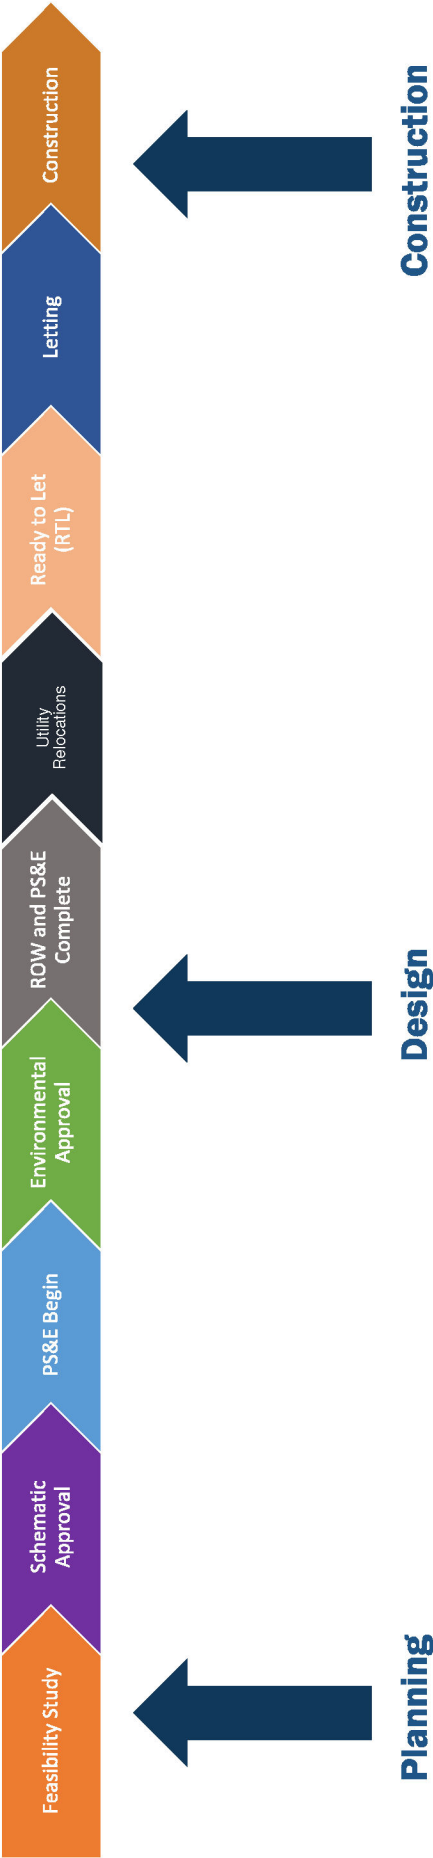 Feasibility Study
Schematic
Approval
PS&E Begin
Environmental
Approval
ROW and PS&E
Complete
Utility
Relocations
Ready to Let
(RTL)
Letting
Construction
Planning
Design
Construction